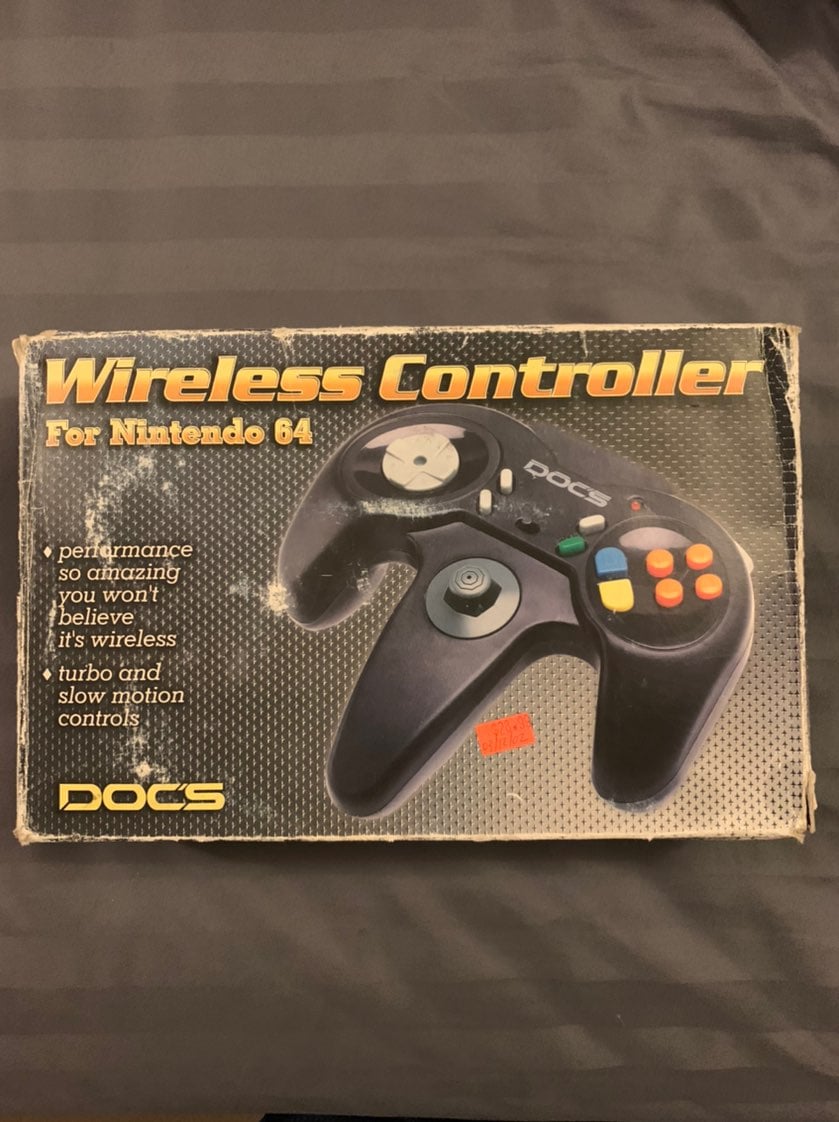 Wireless Controller
For Nintendo 64
DOCS
♦ performance
so amazing
you won't
believe
it's wireless
♦ turbo and
slow motion
controls
DOC'S